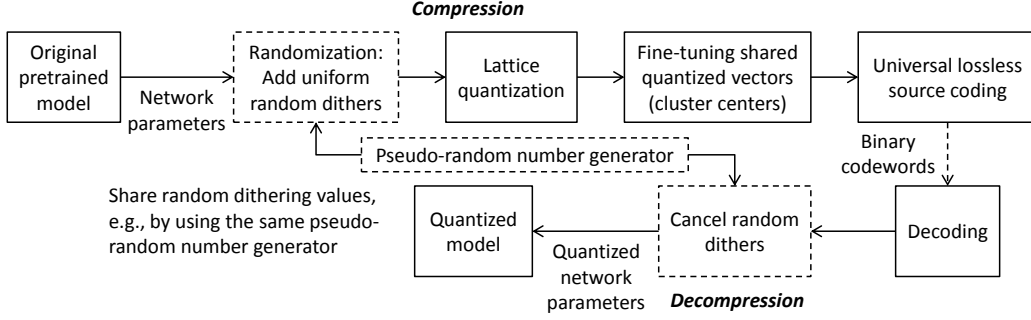 Compression
Original
pretrained
model
Network
parameters
Randomization:
Add uniform
random dithers
Lattice
quantization
Fine-tuning shared
quantized vectors
(cluster centers)
Universal lossless
source coding
Binary
codewords
Pseudo-random number generator
Share random dithering values,
e.g., by using the same pseudo-
random number generator
Quantized
model
Quantized
network
parameters
Cancel random
dithers
Decoding
Decompression